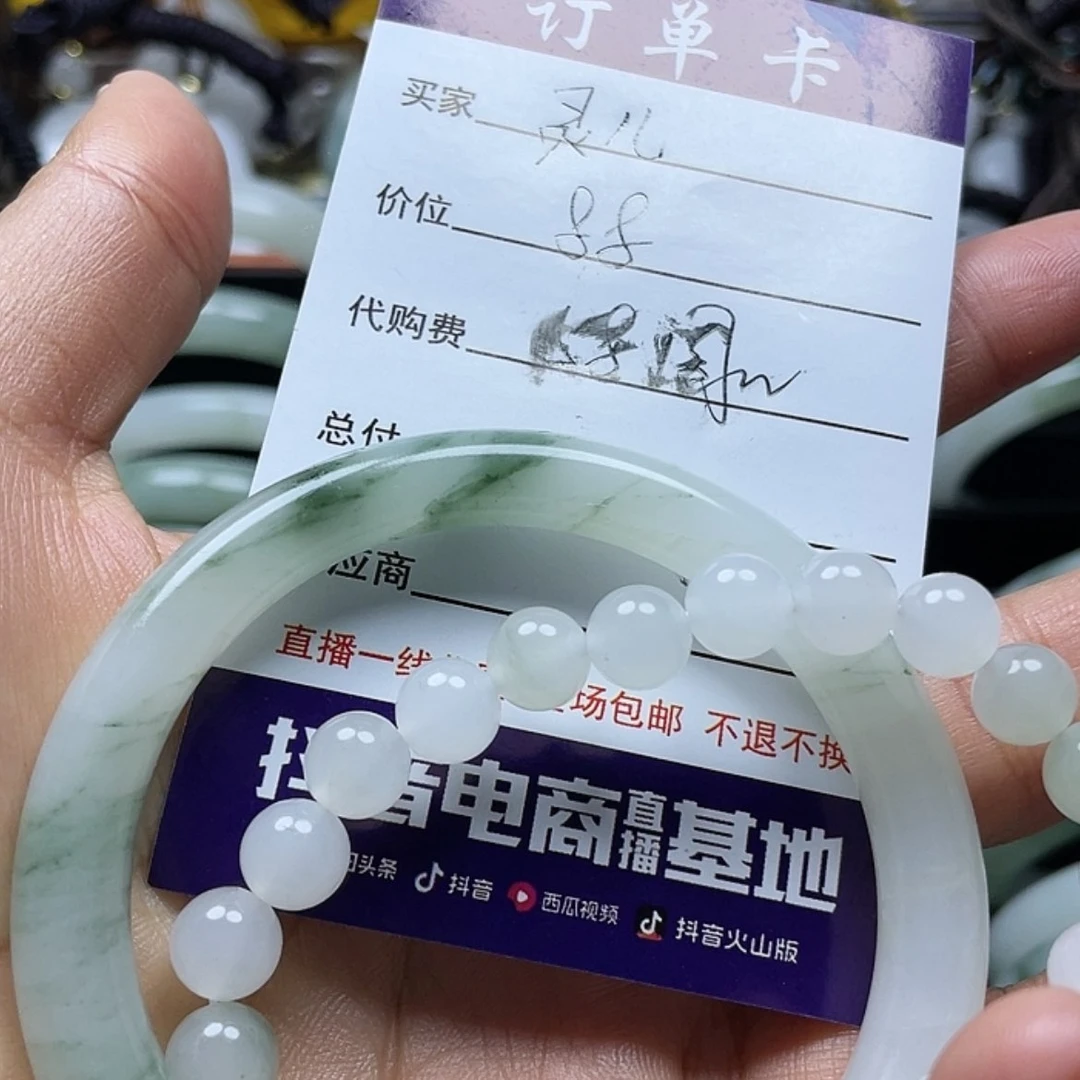 订单卡
买家 灵儿
价位 88
代购费
总付
应商
直播一线 场包邮 不退不换
抖音电商直播基地
头条 抖音 西瓜视频 抖音火山版